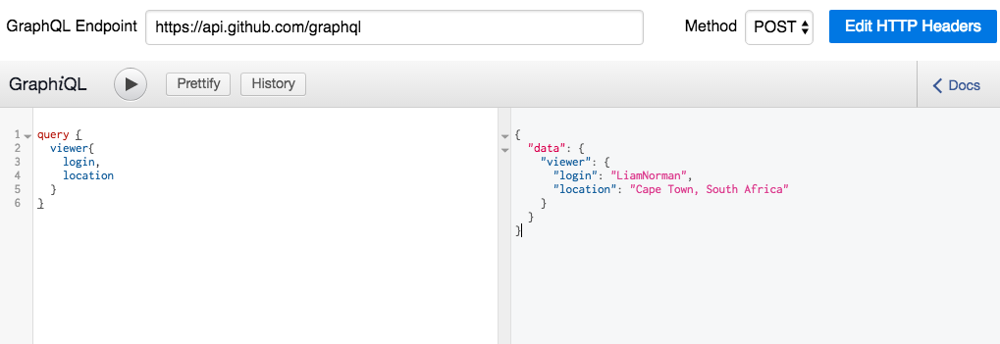 GraphQL Endpoint https://api.github.com/graphql Method POST Edit HTTP Headers
GraphiQL Prettify History Docs
1 query {
2 viewer{
3 login,
4 location
5 }
6 }
{
"data": {
"viewer": {
"login": "LiamNorman",
"location": "Cape Town, South Africa"
}
}
}